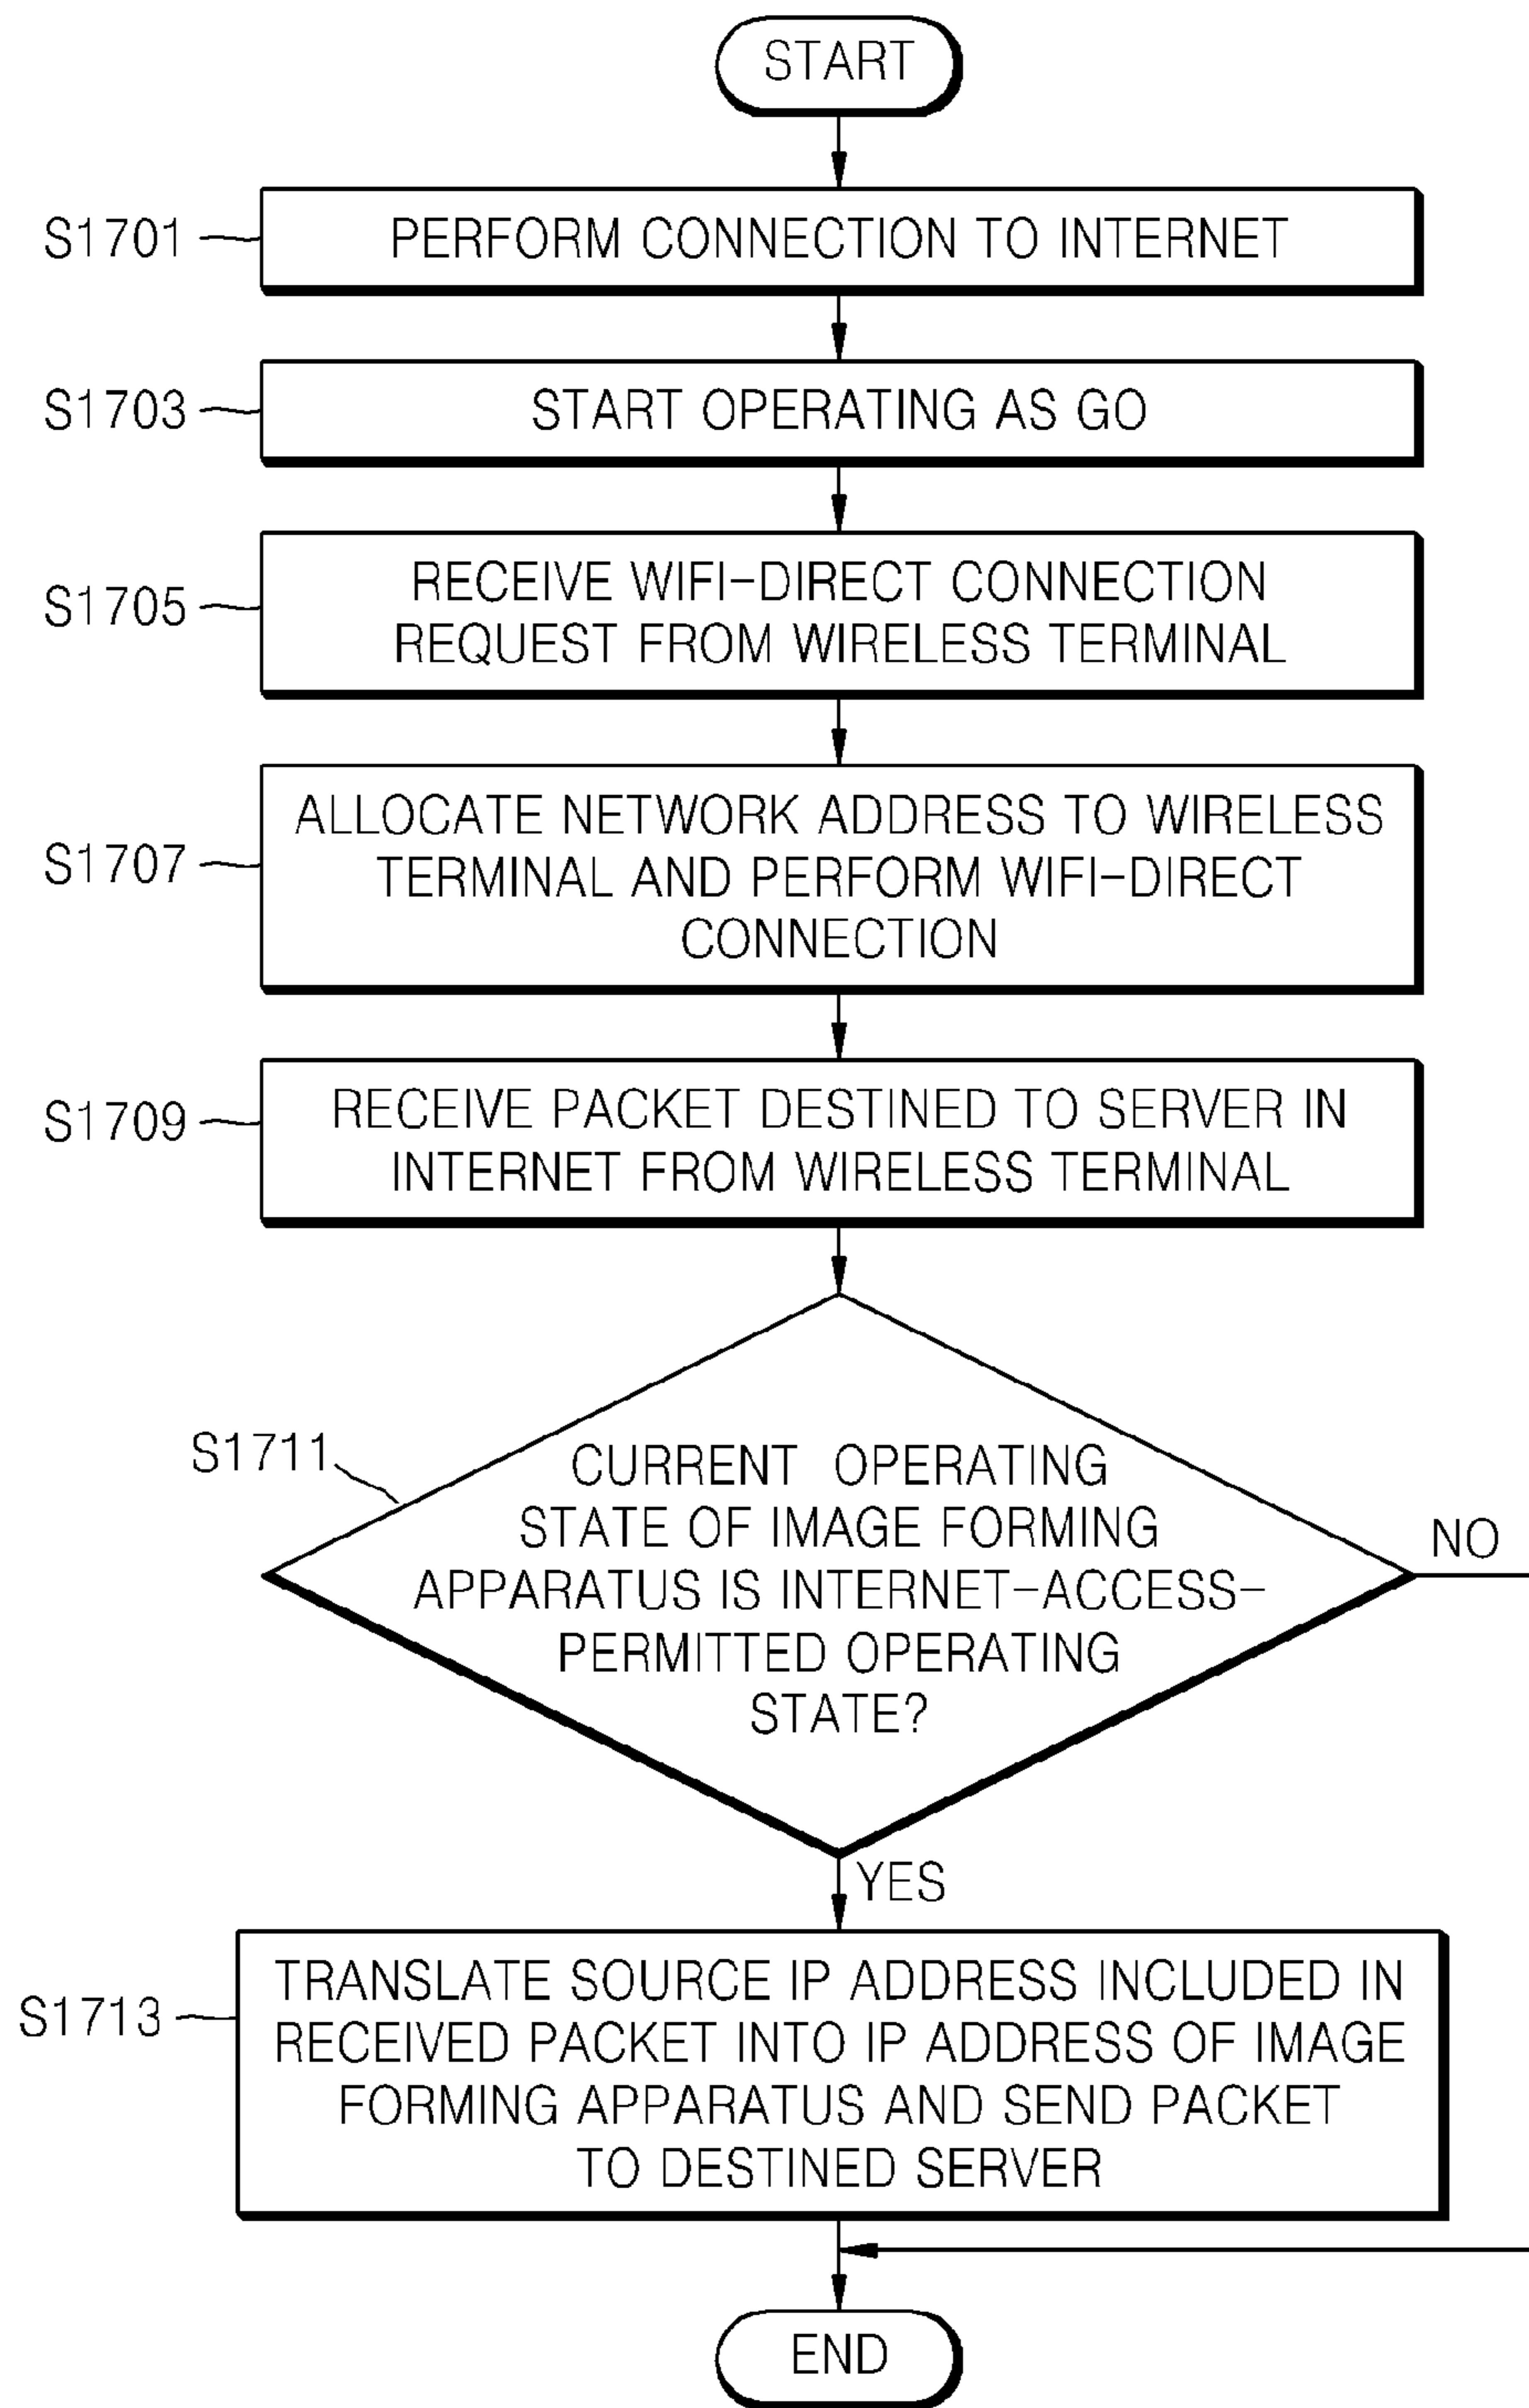 START
S1701
PERFORM CONNECTION TO INTERNET
S1703
START OPERATING AS GO
S1705
RECEIVE WIFI-DIRECT CONNECTION
REQUEST FROM WIRELESS TERMINAL
S1707
ALLOCATE NETWORK ADDRESS TO WIRELESS
TERMINAL AND PERFORM WIFI-DIRECT
CONNECTION
S1709
RECEIVE PACKET DESTINED TO SERVER IN
INTERNET FROM WIRELESS TERMINAL
S1711
CURRENT OPERATING
STATE OF IMAGE FORMING
APPARATUS IS INTERNET-ACCESS-
PERMITTED OPERATING
STATE?
NO
YES
S1713
TRANSLATE SOURCE IP ADDRESS INCLUDED IN
RECEIVED PACKET INTO IP ADDRESS OF IMAGE
FORMING APPARATUS AND SEND PACKET
TO DESTINED SERVER
END